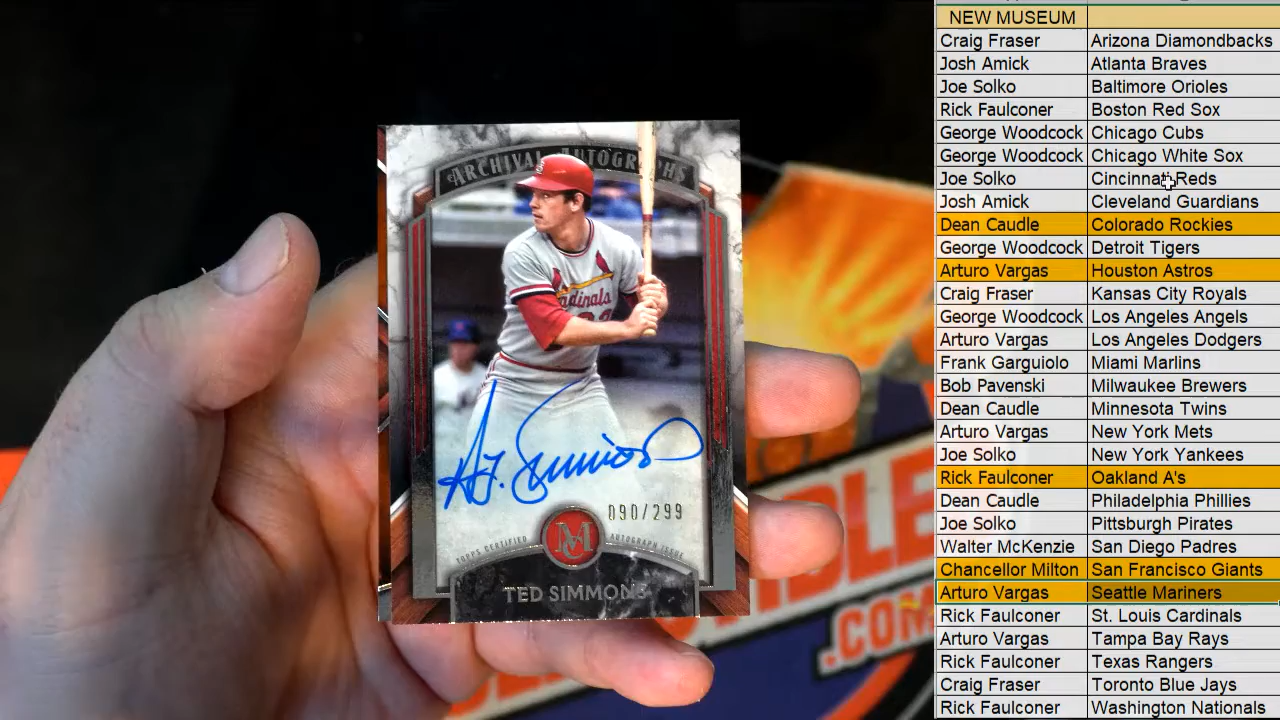 ARCHIVAL AUTOGRAPHS
Cardinals
090/299
TOPPS CERTIFIED
AUTOGRAPH ISSUE
TED SIMMONS
.COM
NEW MUSEUM
Craig Fraser Arizona Diamondbacks
Josh Amick Atlanta Braves
Joe Solko Baltimore Orioles
Rick Faulconer Boston Red Sox
George Woodcock Chicago Cubs
George Woodcock Chicago White Sox
Joe Solko Cincinnati Reds
Josh Amick Cleveland Guardians
Dean Caudle Colorado Rockies
George Woodcock Detroit Tigers
Arturo Vargas Houston Astros
Craig Fraser Kansas City Royals
George Woodcock Los Angeles Angels
Arturo Vargas Los Angeles Dodgers
Frank Garguiolo Miami Marlins
Bob Pavenski Milwaukee Brewers
Dean Caudle Minnesota Twins
Arturo Vargas New York Mets
Joe Solko New York Yankees
Rick Faulconer Oakland A's
Dean Caudle Philadelphia Phillies
Joe Solko Pittsburgh Pirates
Walter McKenzie San Diego Padres
Chancellor Milton San Francisco Giants
Arturo Vargas Seattle Mariners
Rick Faulconer St. Louis Cardinals
Arturo Vargas Tampa Bay Rays
Rick Faulconer Texas Rangers
Craig Fraser Toronto Blue Jays
Rick Faulconer Washington Nationals